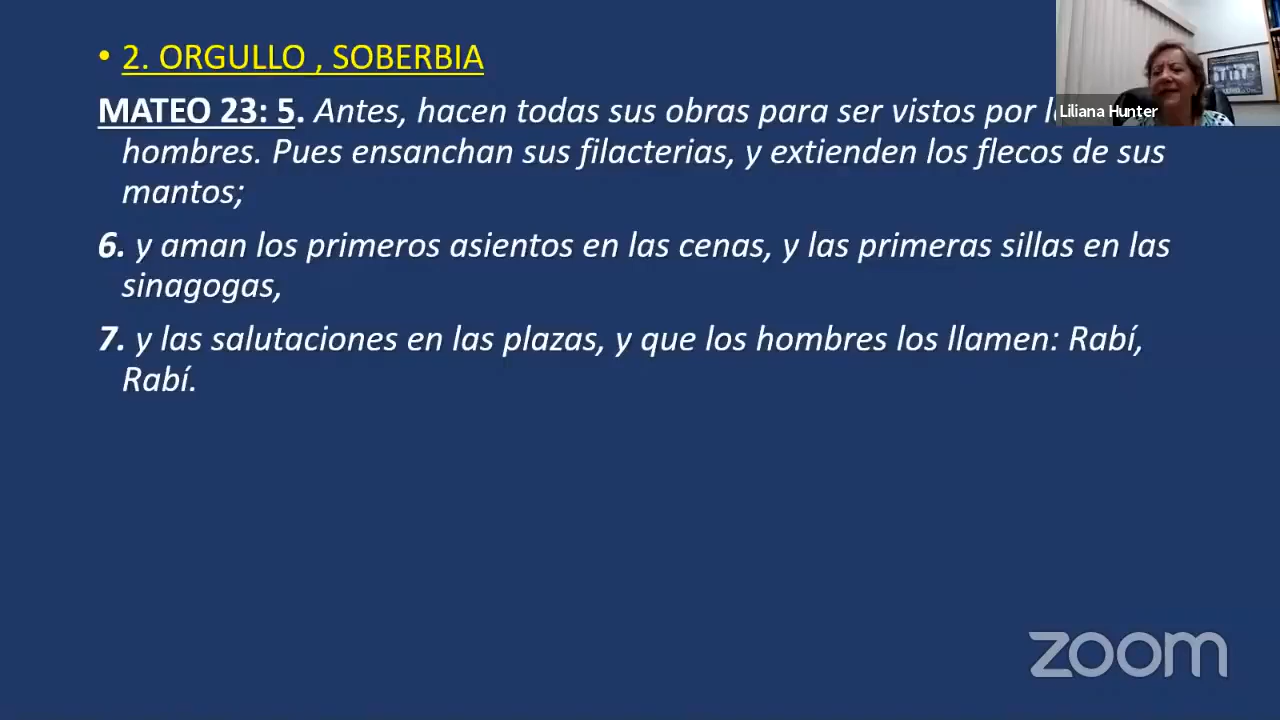 • 2. ORGULLO , SOBERBIA
MATEO 23: 5. Antes, hacen todas sus obras para ser vistos por
hombres. Pues ensanchan sus filacterias, y extienden los flecos de sus
mantos;
6. y aman los primeros asientos en las cenas, y las primeras sillas en las
sinagogas,
7. y las salutaciones en las plazas, y que los hombres los llamen: Rabí,
Rabí.
Liliana Hunter
zoom